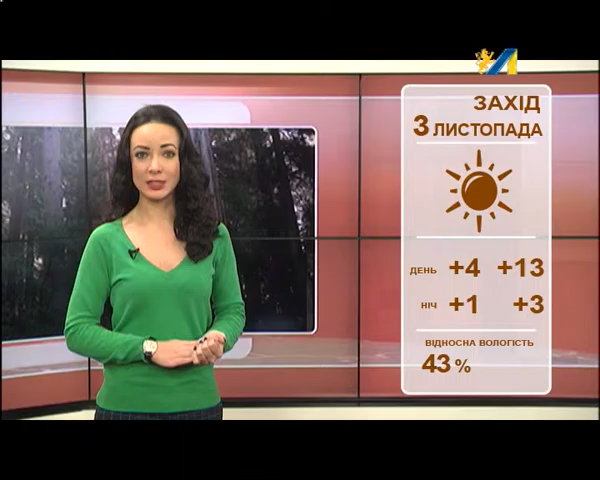 ЗАХІД
3 ЛИСТОПАДА
ДЕНЬ +4 +13
НІЧ +1 +3
ВІДНОСНА ВОЛОГІСТЬ
43 %